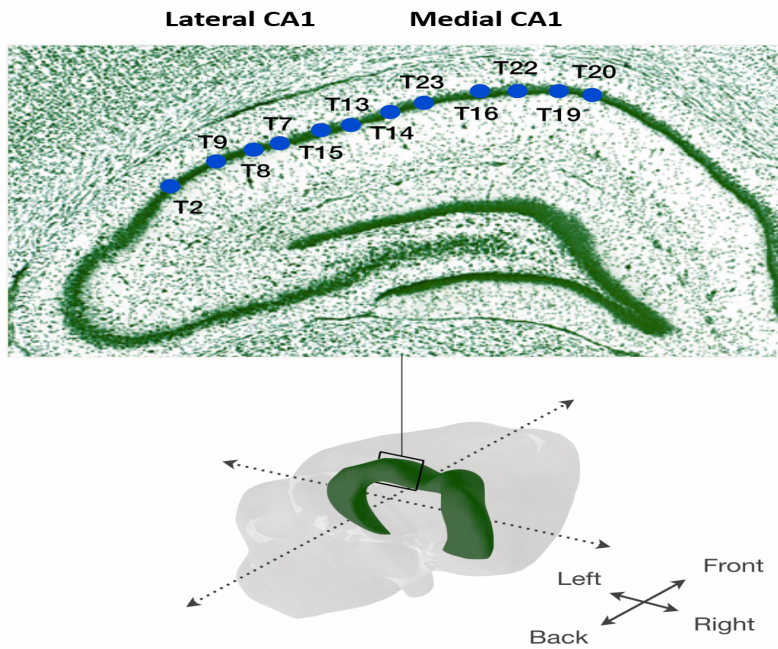 Lateral CA1 Medial CA1
T22 T20
T23
T13
T16 T19
T7 T14
T9 T15
T8
T2
Front
Left
Right
Back